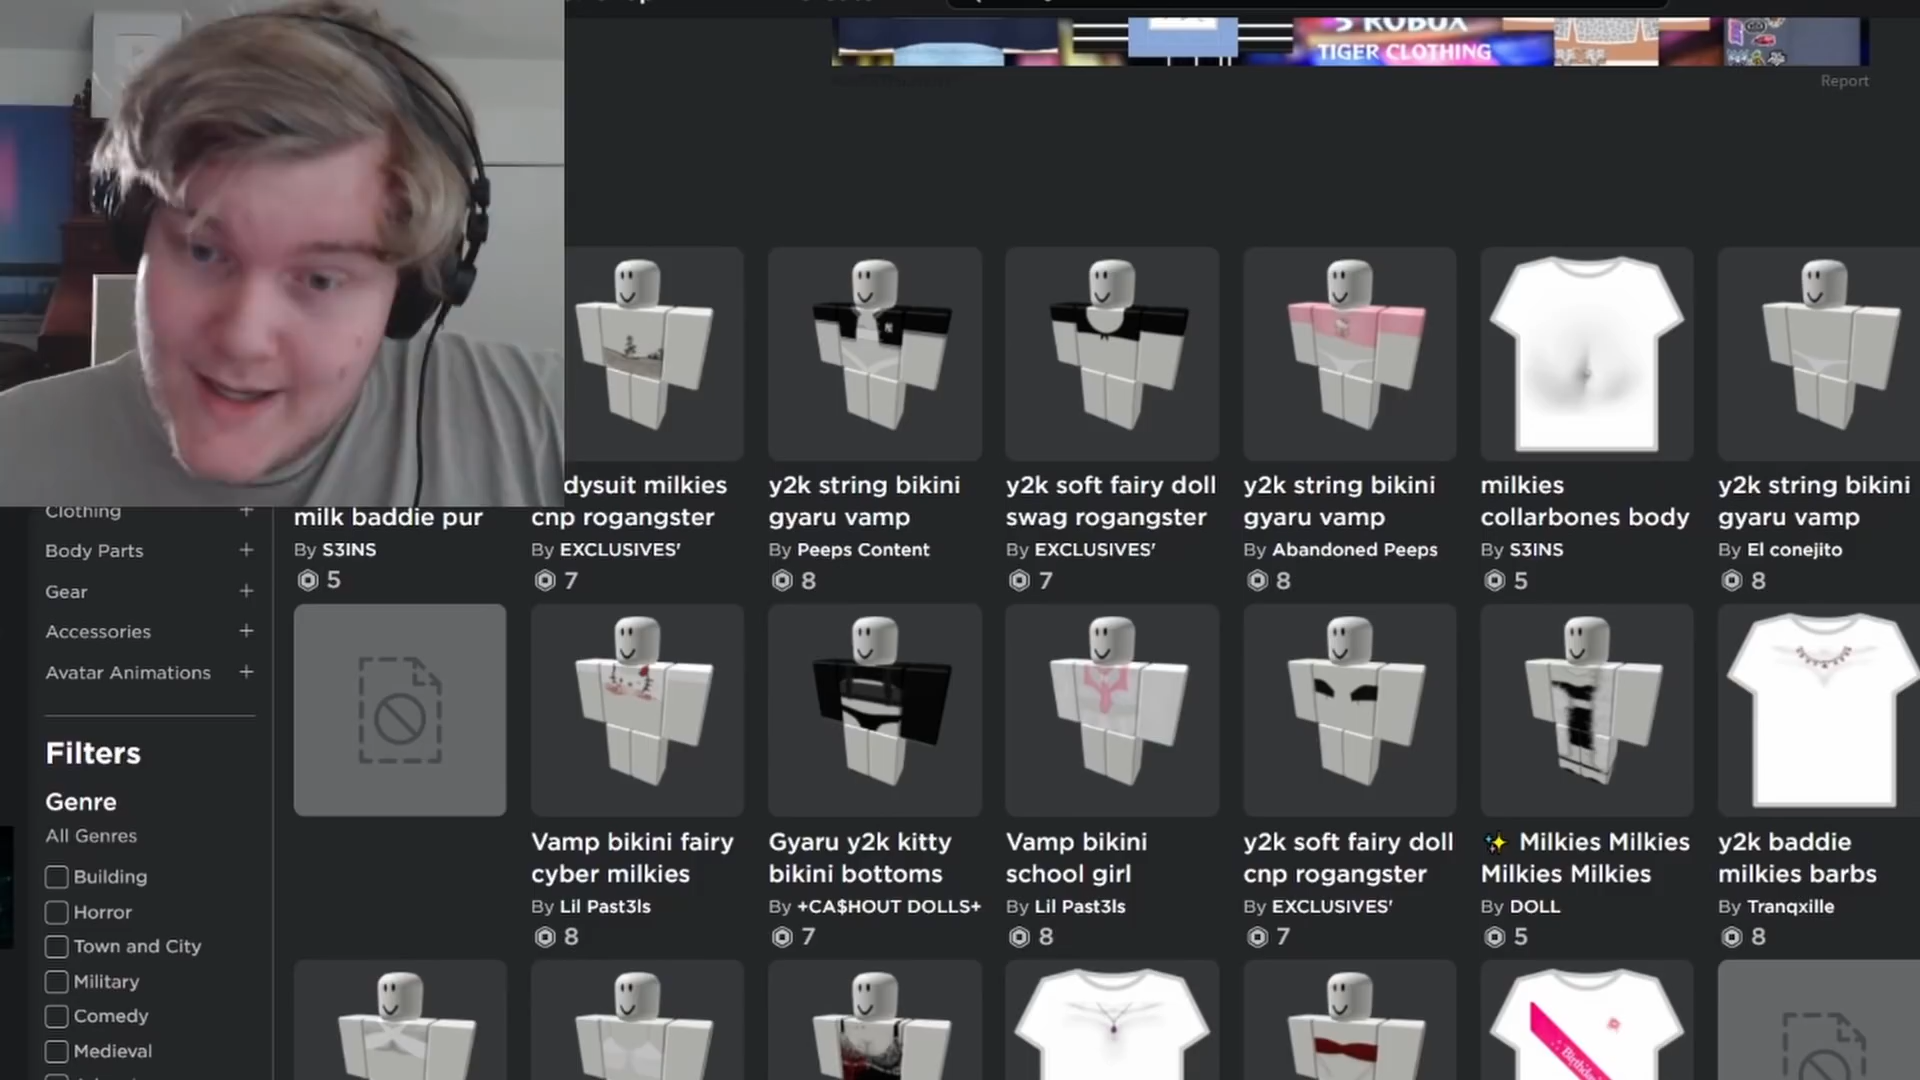 5 ROBUX
TIGER CLOTHING
Report
milk baddie pur
By S3INS
5
dysuit milkies
cnp rogangster
By EXCLUSIVES'
7
y2k string bikini
gyaru vamp
By Peeps Content
8
y2k soft fairy doll
swag rogangster
By EXCLUSIVES'
7
y2k string bikini
gyaru vamp
By Abandoned Peeps
8
milkies
collarbones body
By S3INS
5
y2k string bikini
gyaru vamp
By El conejito
8
Clothing +
Body Parts +
Gear +
Accessories +
Avatar Animations +
Filters
Genre
All Genres
Building
Horror
Town and City
Military
Comedy
Medieval
Vamp bikini fairy
cyber milkies
By Lil Past3ls
8
Gyaru y2k kitty
bikini bottoms
By +CA$HOUT DOLLS+
7
Vamp bikini
school girl
By Lil Past3ls
8
y2k soft fairy doll
cnp rogangster
By EXCLUSIVES'
7
✨ Milkies Milkies
Milkies Milkies
By DOLL
5
y2k baddie
milkies barbs
By Tranqxille
8